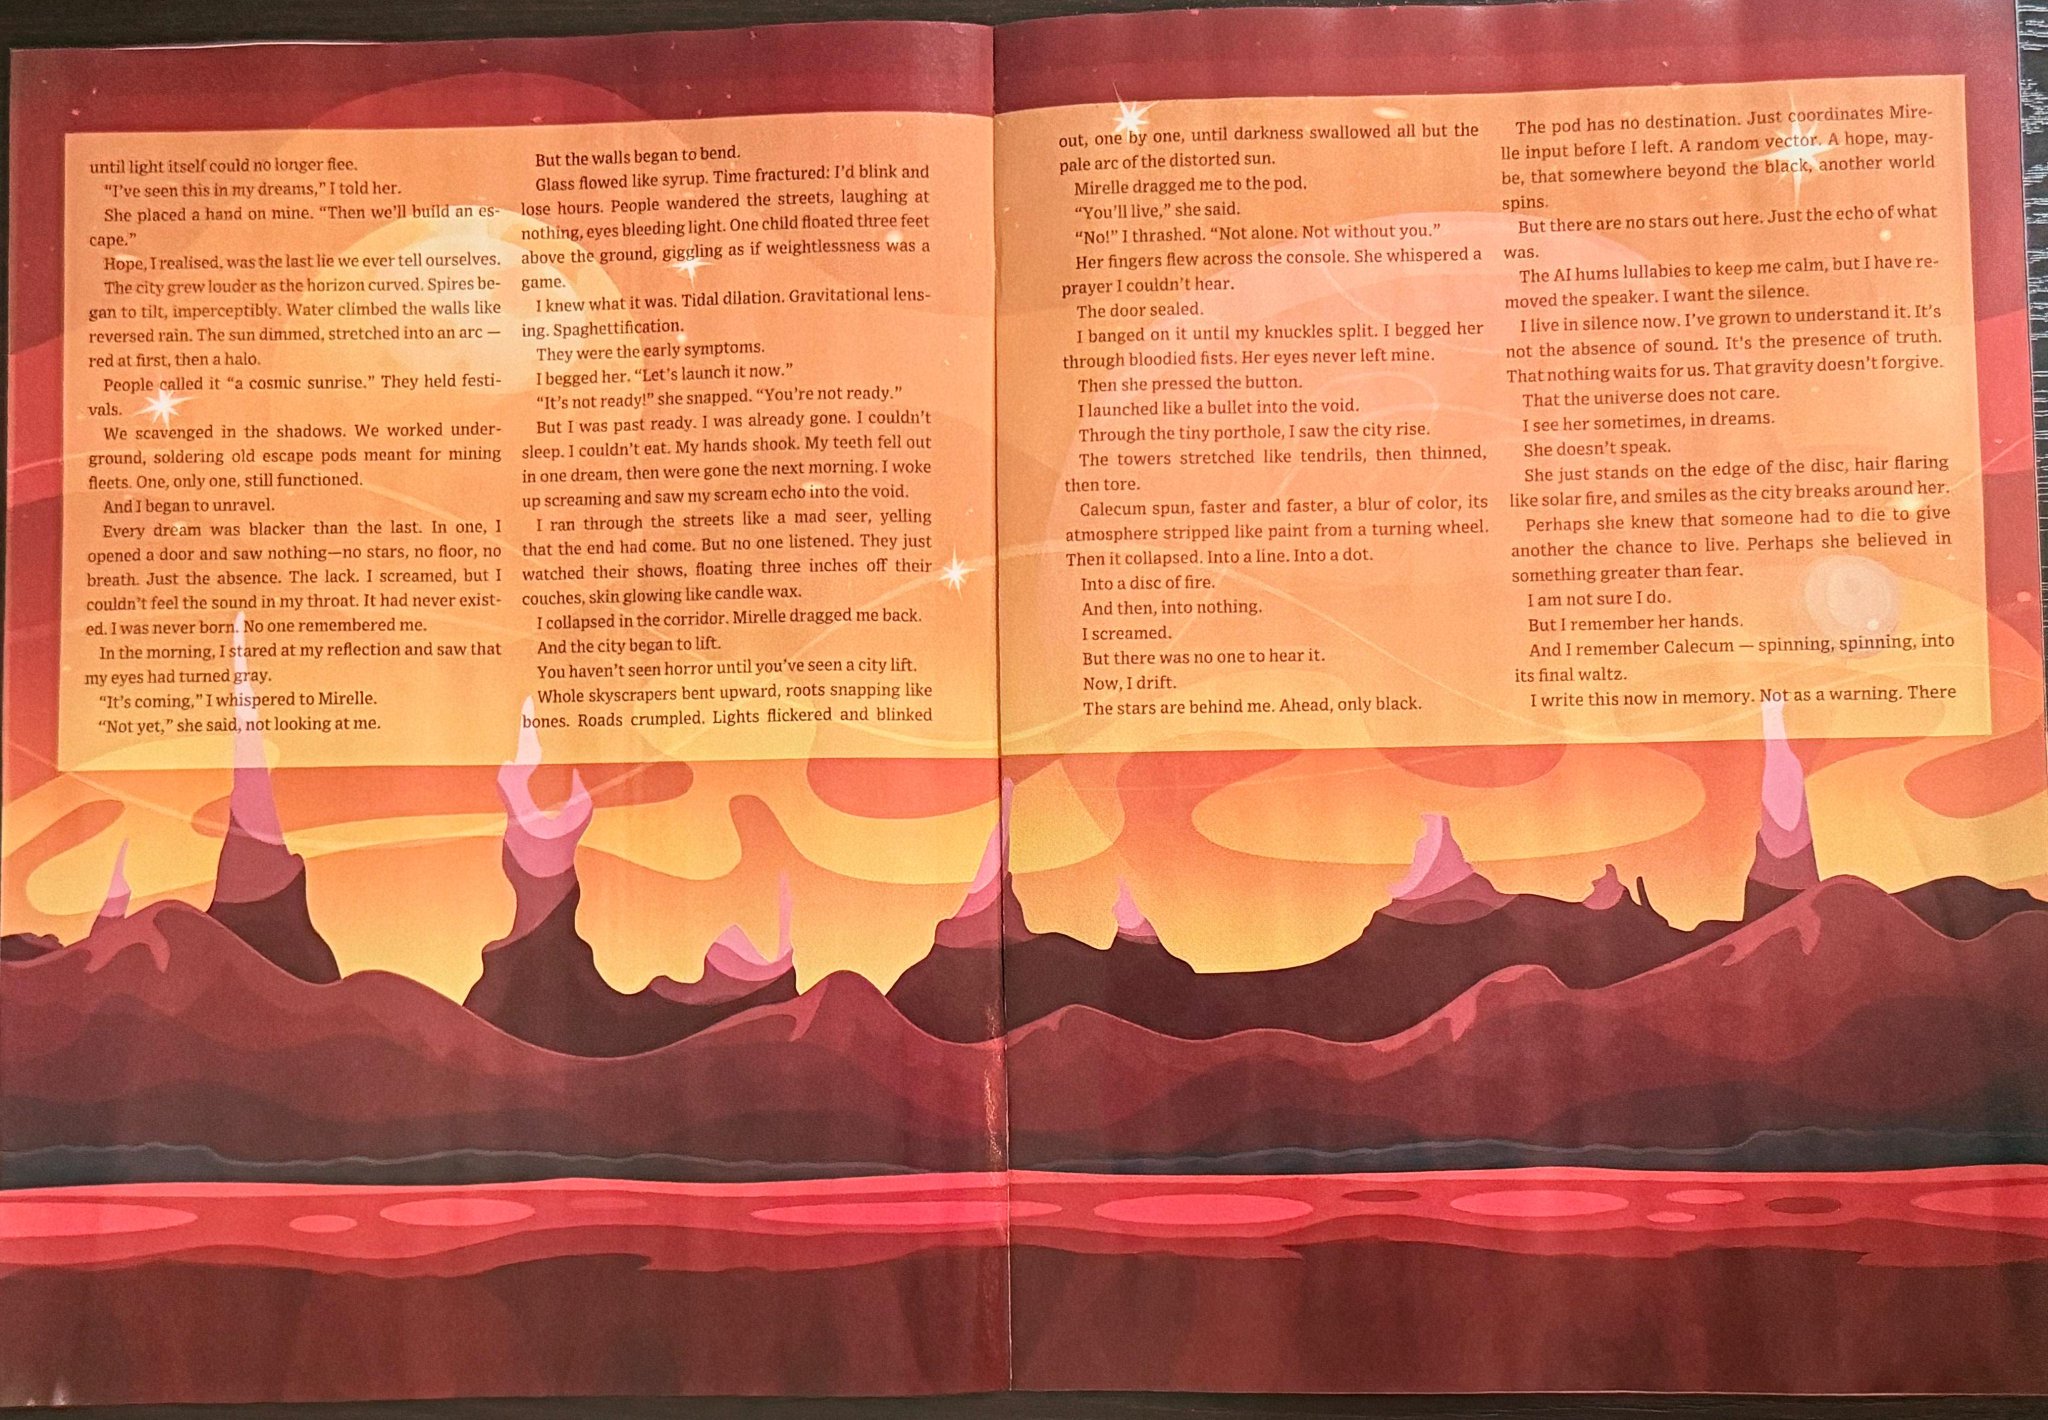 until light itself could no longer flee.
“I’ve seen this in my dreams,” I told her.
She placed a hand on mine. “Then we’ll build an es-
cape.”
Hope, I realised, was the last lie we ever tell ourselves.
The city grew louder as the horizon curved. Spires be-
gan to tilt, imperceptibly. Water climbed the walls like
reversed rain. The sun dimmed, stretched into an arc —
red at first, then a halo.
People called it “a cosmic sunrise.” They held festi-
vals.
We scavenged in the shadows. We worked under-
ground, soldering old escape pods meant for mining
fleets. One, only one, still functioned.
And I began to unravel.
Every dream was blacker than the last. In one, I
opened a door and saw nothing—no stars, no floor, no
breath. Just the absence. The lack. I screamed, but I
couldn’t feel the sound in my throat. It had never exist-
ed. I was never born. No one remembered me.
In the morning, I stared at my reflection and saw that
my eyes had turned gray.
“It’s coming,” I whispered to Mirelle.
“Not yet,” she said, not looking at me.
But the walls began to bend.
Glass flowed like syrup. Time fractured: I’d blink and
lose hours. People wandered the streets, laughing at
nothing, eyes bleeding light. One child floated three feet
above the ground, giggling as if weightlessness was a
game.
I knew what it was. Tidal dilation. Gravitational lens-
ing. Spaghettification.
They were the early symptoms.
I begged her. “Let’s launch it now.”
“It’s not ready!” she snapped. “You’re not ready.”
But I was past ready. I was already gone. I couldn’t
sleep. I couldn’t eat. My hands shook. My teeth fell out
in one dream, then were gone the next morning. I woke
up screaming and saw my scream echo into the void.
I ran through the streets like a mad seer, yelling
that the end had come. But no one listened. They just
watched their shows, floating three inches off their
couches, skin glowing like candle wax.
I collapsed in the corridor. Mirelle dragged me back.
And the city began to lift.
You haven’t seen horror until you’ve seen a city lift.
Whole skyscrapers bent upward, roots snapping like
bones. Roads crumpled. Lights flickered and blinked
out, one by one, until darkness swallowed all but the
pale arc of the distorted sun.
Mirelle dragged me to the pod.
“You’ll live,” she said.
“No!” I thrashed. “Not alone. Not without you.”
Her fingers flew across the console. She whispered a
prayer I couldn’t hear.
The door sealed.
I banged on it until my knuckles split. I begged her
through bloodied fists. Her eyes never left mine.
Then she pressed the button.
I launched like a bullet into the void.
Through the tiny porthole, I saw the city rise.
The towers stretched like tendrils, then thinned,
then tore.
Calecum spun, faster and faster, a blur of color, its
atmosphere stripped like paint from a turning wheel.
Then it collapsed. Into a line. Into a dot.
Into a disc of fire.
And then, into nothing.
I screamed.
But there was no one to hear it.
Now, I drift.
The stars are behind me. Ahead, only black.
The pod has no destination. Just coordinates Mire-
lle input before I left. A random vector. A hope, may-
be, that somewhere beyond the black, another world
spins.
But there are no stars out here. Just the echo of what
was.
The AI hums lullabies to keep me calm, but I have re-
moved the speaker. I want the silence.
I live in silence now. I’ve grown to understand it. It’s
not the absence of sound. It’s the presence of truth.
That nothing waits for us. That gravity doesn’t forgive.
That the universe does not care.
I see her sometimes, in dreams.
She doesn’t speak.
She just stands on the edge of the disc, hair flaring
like solar fire, and smiles as the city breaks around her.
Perhaps she knew that someone had to die to give
another the chance to live. Perhaps she believed in
something greater than fear.
I am not sure I do.
But I remember her hands.
And I remember Calecum — spinning, spinning, into
its final waltz.
I write this now in memory. Not as a warning. There